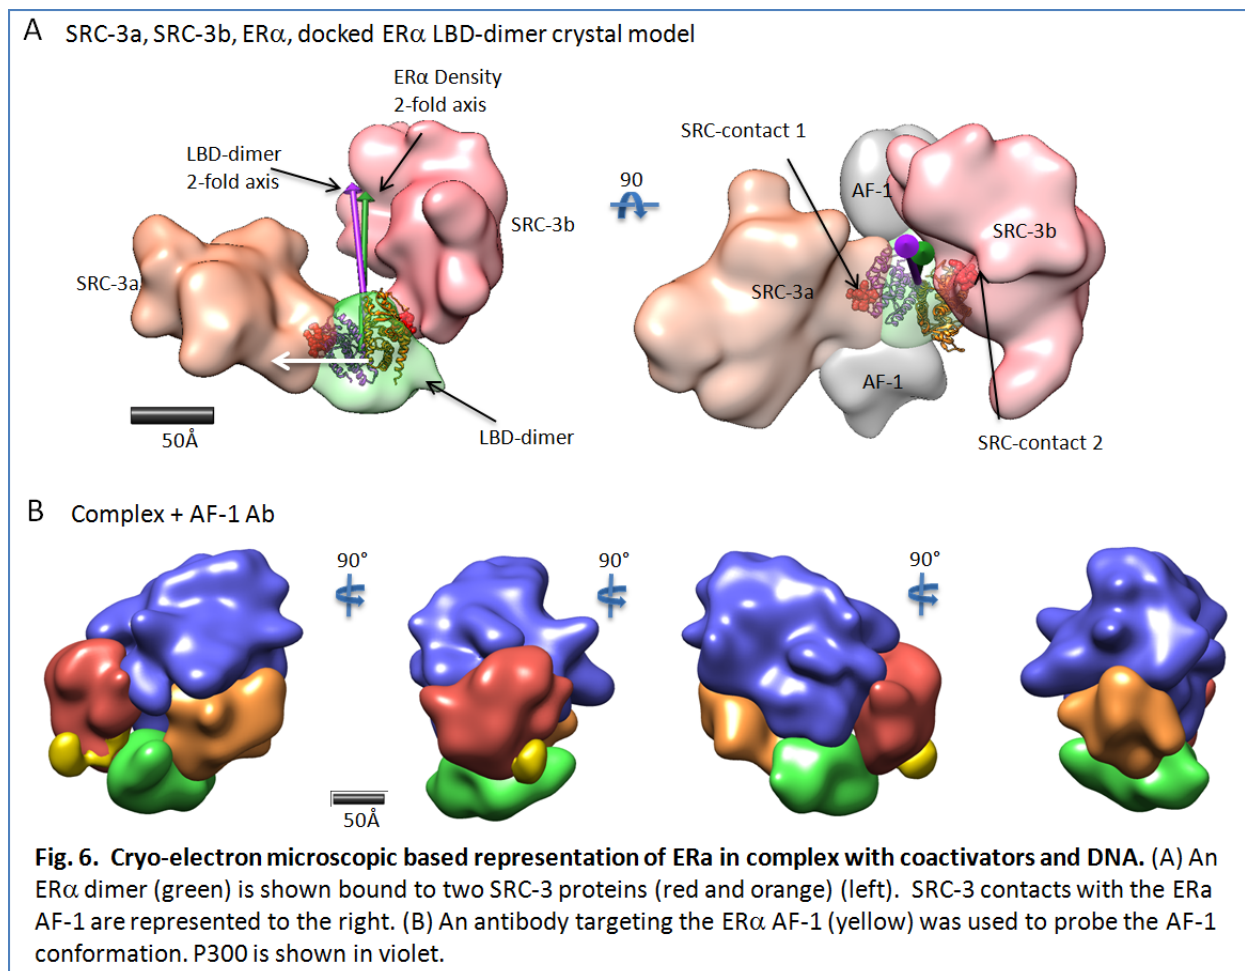 A SRC-3a, SRC-3b, ERα, docked ERα LBD-dimer crystal model
ERα Density
2-fold axis
LBD-dimer
2-fold axis
SRC-3b
SRC-3a
50Å
LBD-dimer
SRC-contact 1
90
AF-1
SRC-3b
SRC-3a
AF-1
SRC-contact 2
B Complex + AF-1 Ab
90°
90°
90°
50Å
Fig. 6. Cryo-electron microscopic based representation of ERa in complex with coactivators and DNA. (A) An
ERα dimer (green) is shown bound to two SRC-3 proteins (red and orange) (left). SRC-3 contacts with the ERa
AF-1 are represented to the right. (B) An antibody targeting the ERα AF-1 (yellow) was used to probe the AF-1
conformation. P300 is shown in violet.